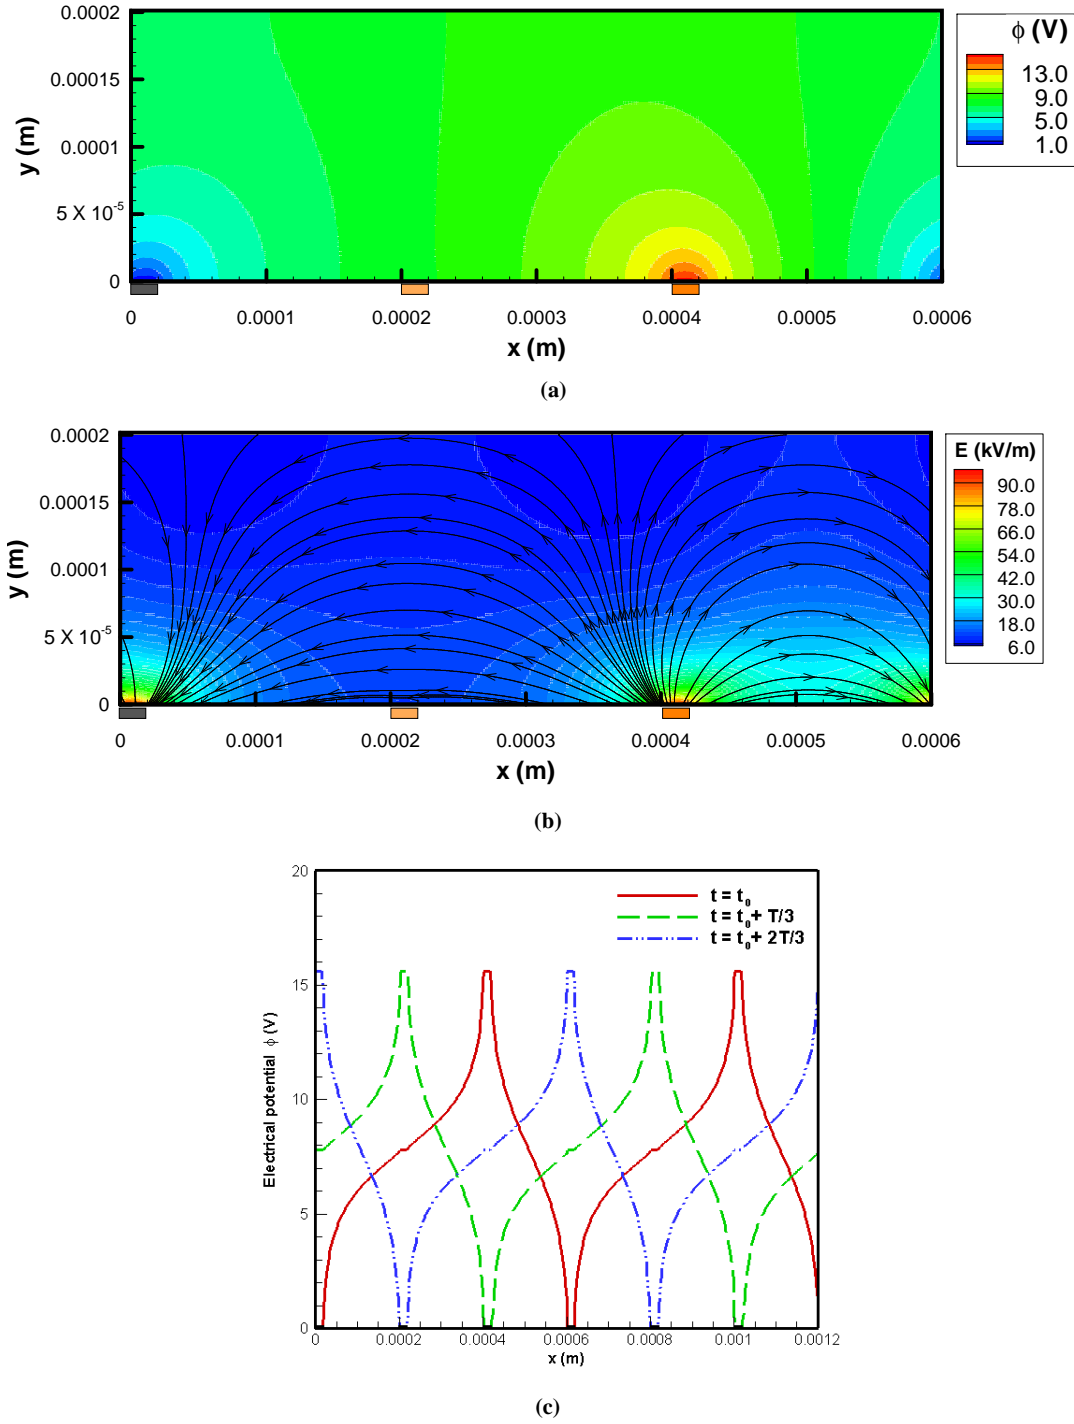 0.0002
0.00015
0.0001
5 X 10-5
0
y (m)
ϕ (V)
13.0
9.0
5.0
1.0
0 0.0001 0.0002 0.0003 0.0004 0.0005 0.0006
x (m)
(a)
0.0002
0.00015
0.0001
5 X 10-5
0
y (m)
E (kV/m)
90.0
78.0
66.0
54.0
42.0
30.0
18.0
6.0
0 0.0001 0.0002 0.0003 0.0004 0.0005 0.0006
x (m)
(b)
20
15
10
5
0
Electrical potential ϕ (V)
t = t0
t = t0 + T/3
t = t0 + 2T/3
0 0.0002 0.0004 0.0006 0.0008 0.001 0.0012
x (m)
(c)